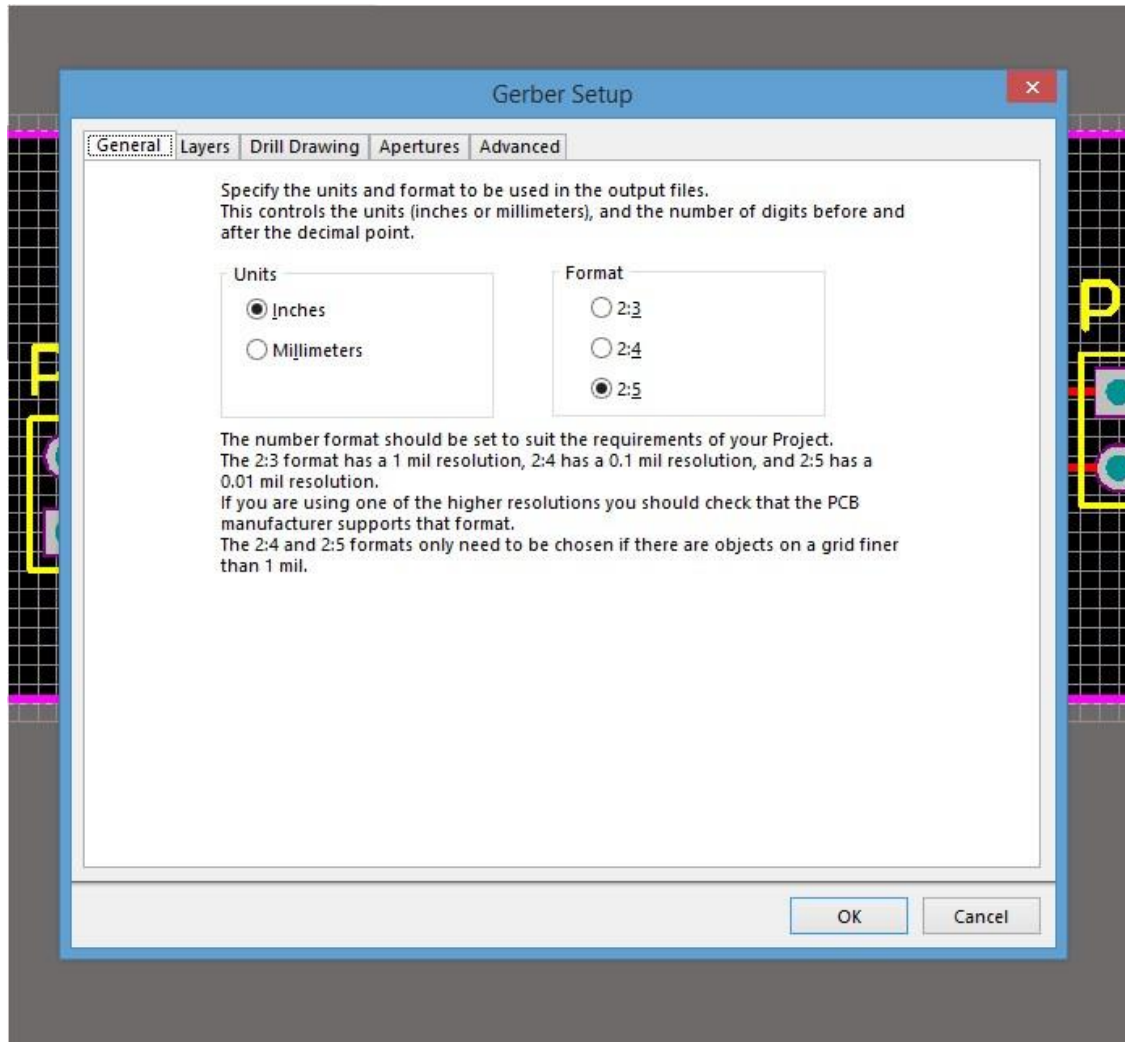 Gerber Setup
General Layers Drill Drawing Apertures Advanced
Specify the units and format to be used in the output files.
This controls the units (inches or millimeters), and the number of digits before and
after the decimal point.
Units Format
Inches 2:3
Millimeters 2:4
2:5
The number format should be set to suit the requirements of your Project.
The 2:3 format has a 1 mil resolution, 2:4 has a 0.1 mil resolution, and 2:5 has a
0.01 mil resolution.
If you are using one of the higher resolutions you should check that the PCB
manufacturer supports that format.
The 2:4 and 2:5 formats only need to be chosen if there are objects on a grid finer
than 1 mil.
P
OK Cancel